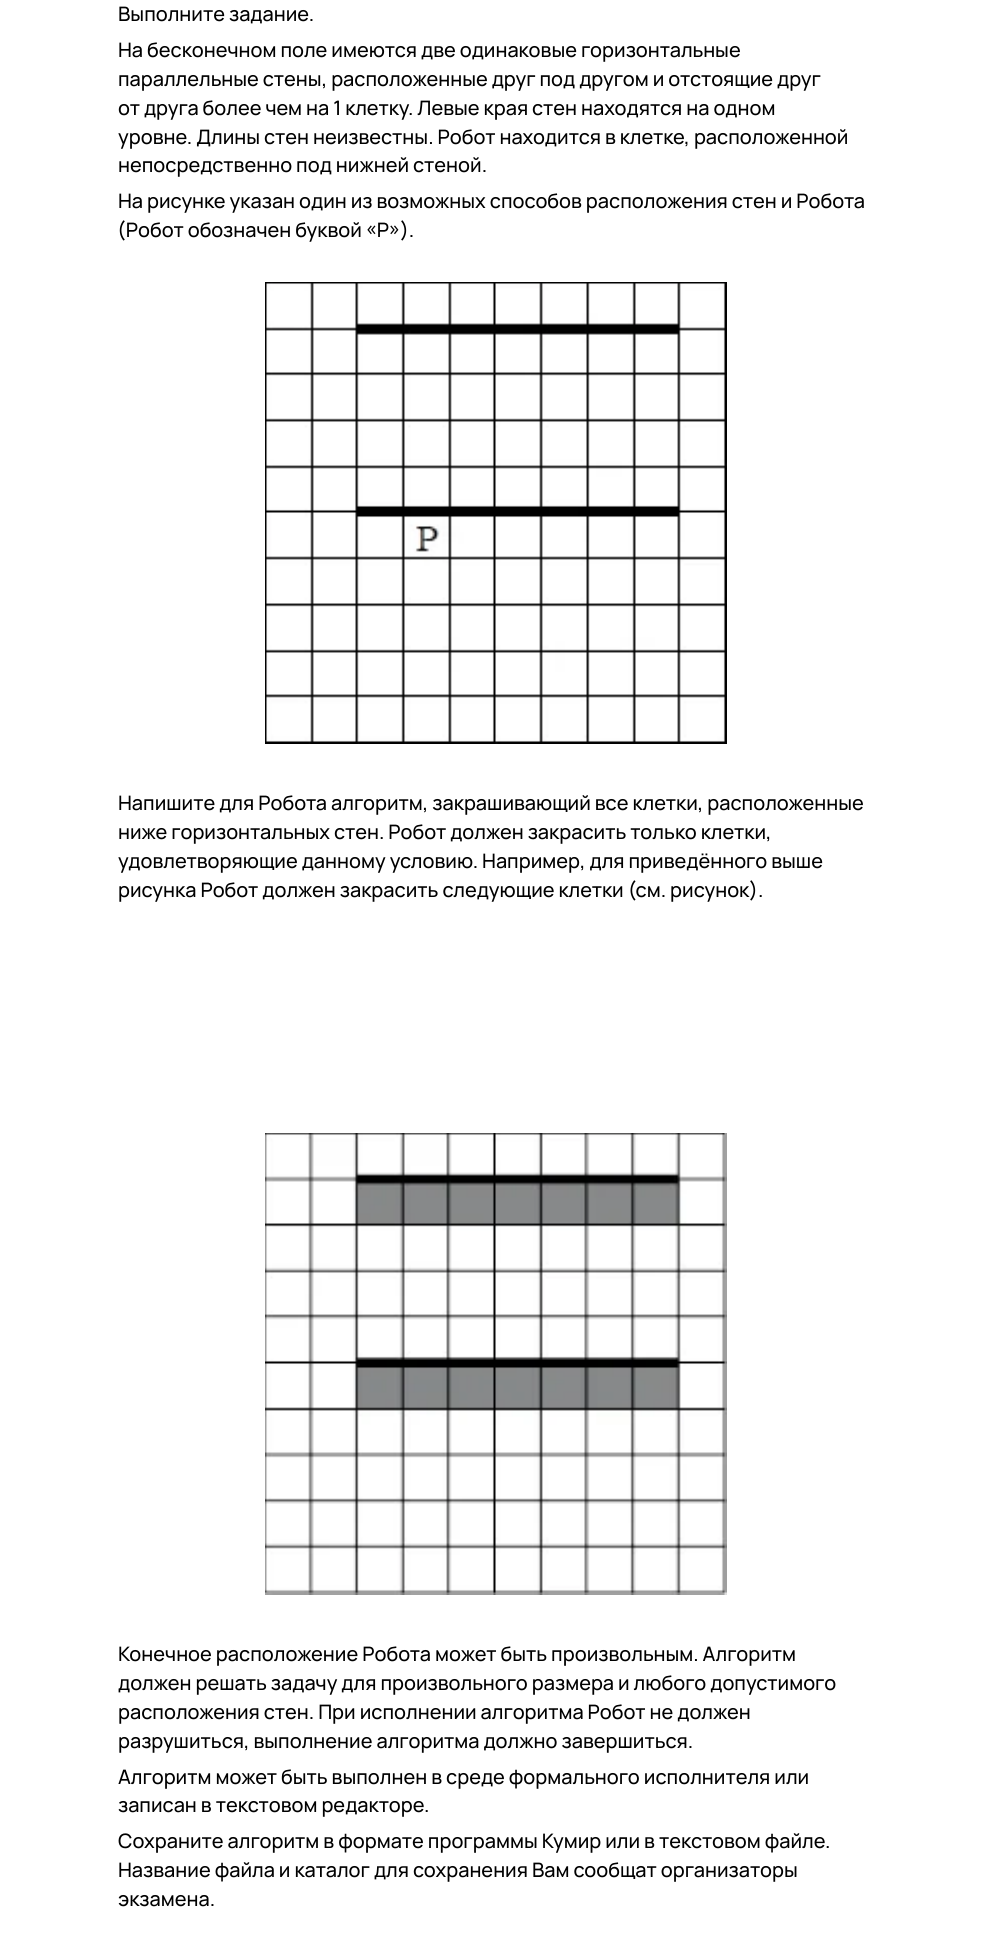 Выполните задание.
На бесконечном поле имеются две одинаковые горизонтальные
параллельные стены, расположенные друг под другом и отстоящие друг
от друга более чем на 1 клетку. Левые края стен находятся на одном
уровне. Длины стен неизвестны. Робот находится в клетке, расположенной
непосредственно под нижней стеной.
На рисунке указан один из возможных способов расположения стен и Робота
(Робот обозначен буквой «Р»).
Р
Напишите для Робота алгоритм, закрашивающий все клетки, расположенные
ниже горизонтальных стен. Робот должен закрасить только клетки,
удовлетворяющие данному условию. Например, для приведённого выше
рисунка Робот должен закрасить следующие клетки (см. рисунок).
Конечное расположение Робота может быть произвольным. Алгоритм
должен решать задачу для произвольного размера и любого допустимого
расположения стен. При исполнении алгоритма Робот не должен
разрушиться, выполнение алгоритма должно завершиться.
Алгоритм может быть выполнен в среде формального исполнителя или
записан в текстовом редакторе.
Сохраните алгоритм в формате программы Кумир или в текстовом файле.
Название файла и каталог для сохранения Вам сообщат организаторы
экзамена.